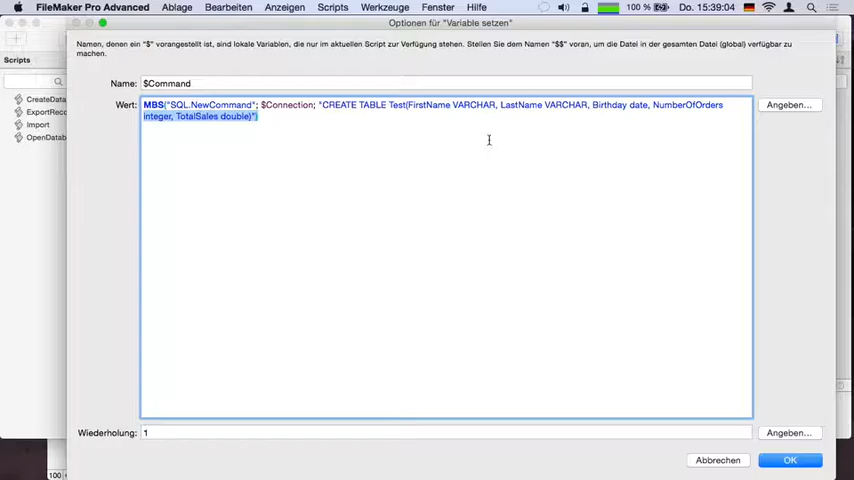 FileMaker Pro Advanced Ablage Bearbeiten Anzeigen Scripts Werkzeuge Fenster Hilfe 100 % Do. 15:39:04
Optionen für "Variable setzen"
Namen, denen ein "$" vorangestellt ist, sind lokale Variablen, die nur im aktuellen Script zur Verfügung stehen. Stellen Sie dem Namen "$$" voran, um die Datei in der gesamten Datei (global) verfügbar zu
machen.
Scripts
Name: $Command
CreateData
ExportReco
Import
OpenDatab
Wert: MBS("SQL.NewCommand"; $Connection; "CREATE TABLE Test(FirstName VARCHAR, LastName VARCHAR, Birthday date, NumberOfOrders
integer, TotalSales double)")
Angeben...
Wiederholung: 1 Angeben...
Abbrechen OK
100